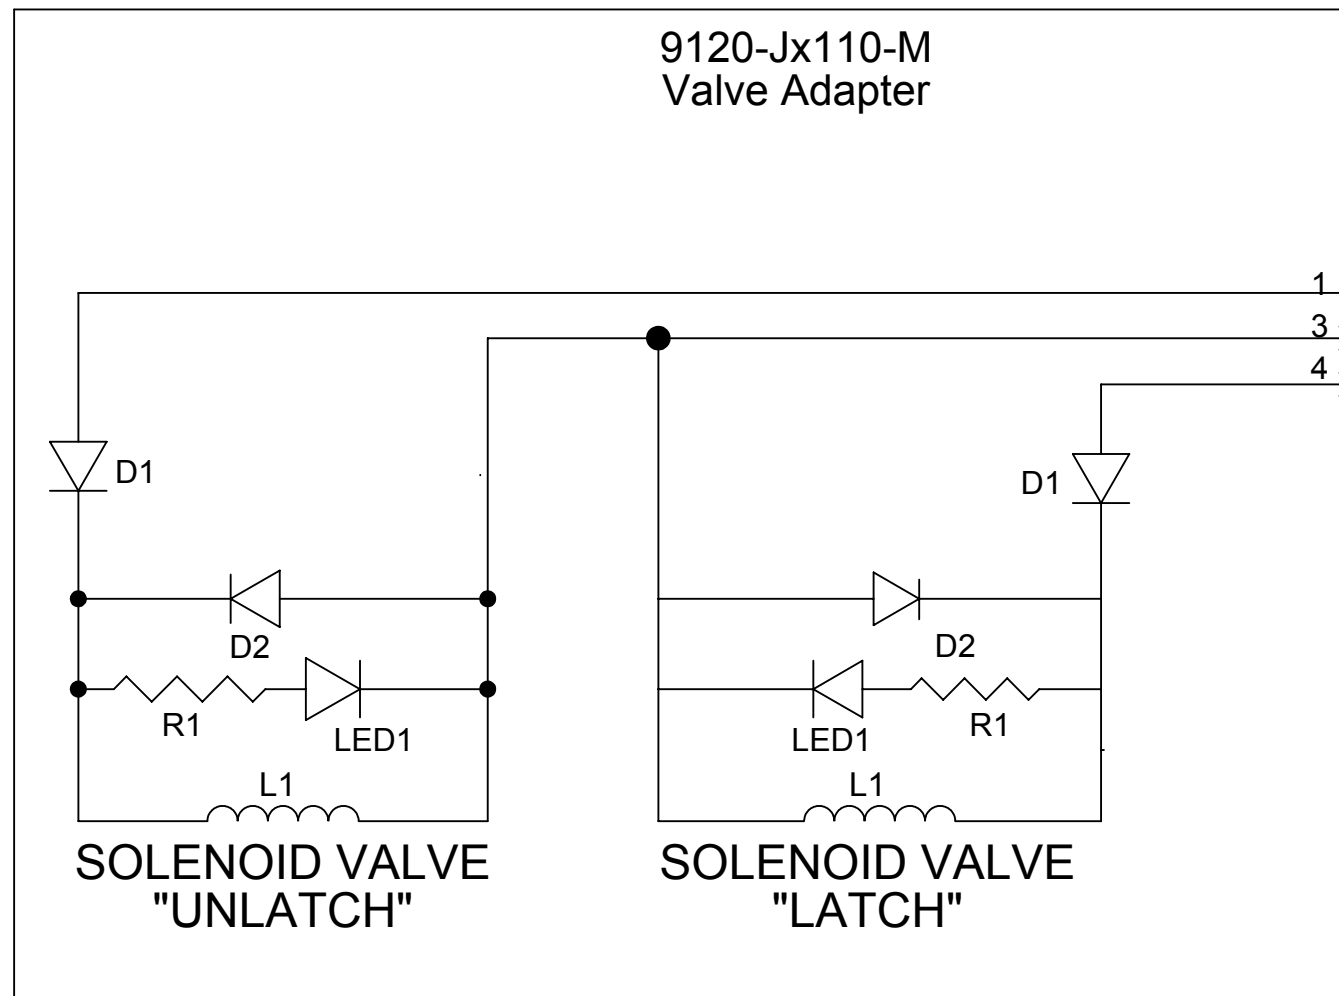 9120-Jx110-M
Valve Adapter
1
3
4
D1
D1
D2
D2
R1
LED1
LED1
R1
L1
L1
SOLENOID VALVE
"UNLATCH"
SOLENOID VALVE
"LATCH"